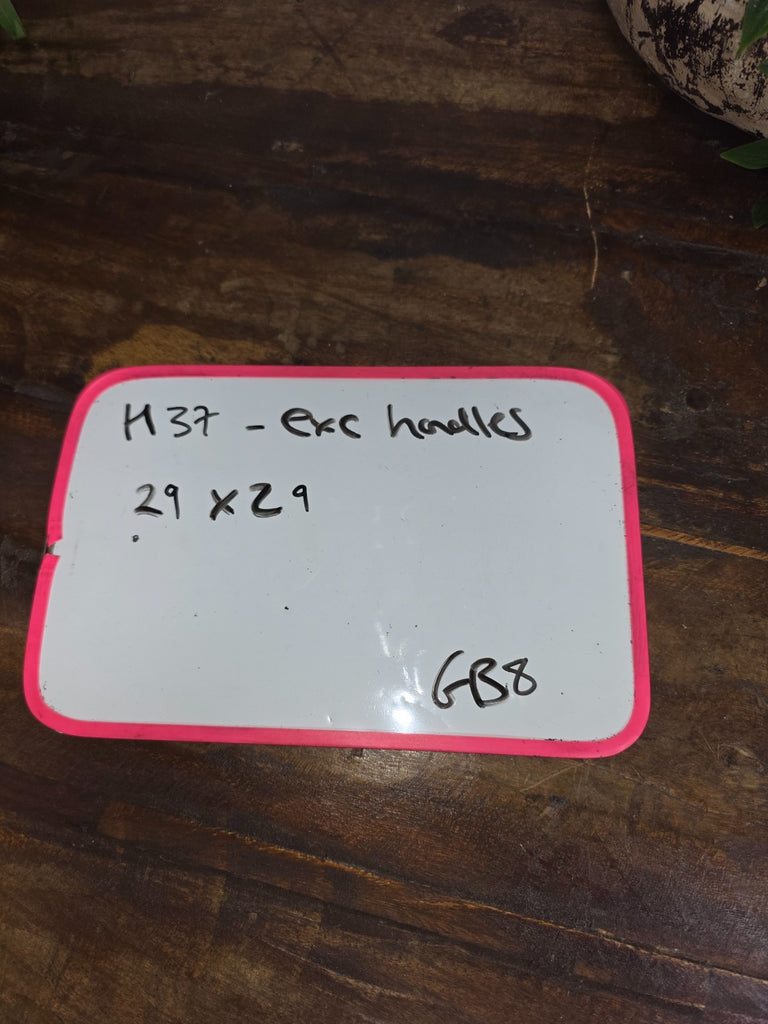 H37 - exc handles
29 x 29
GB8